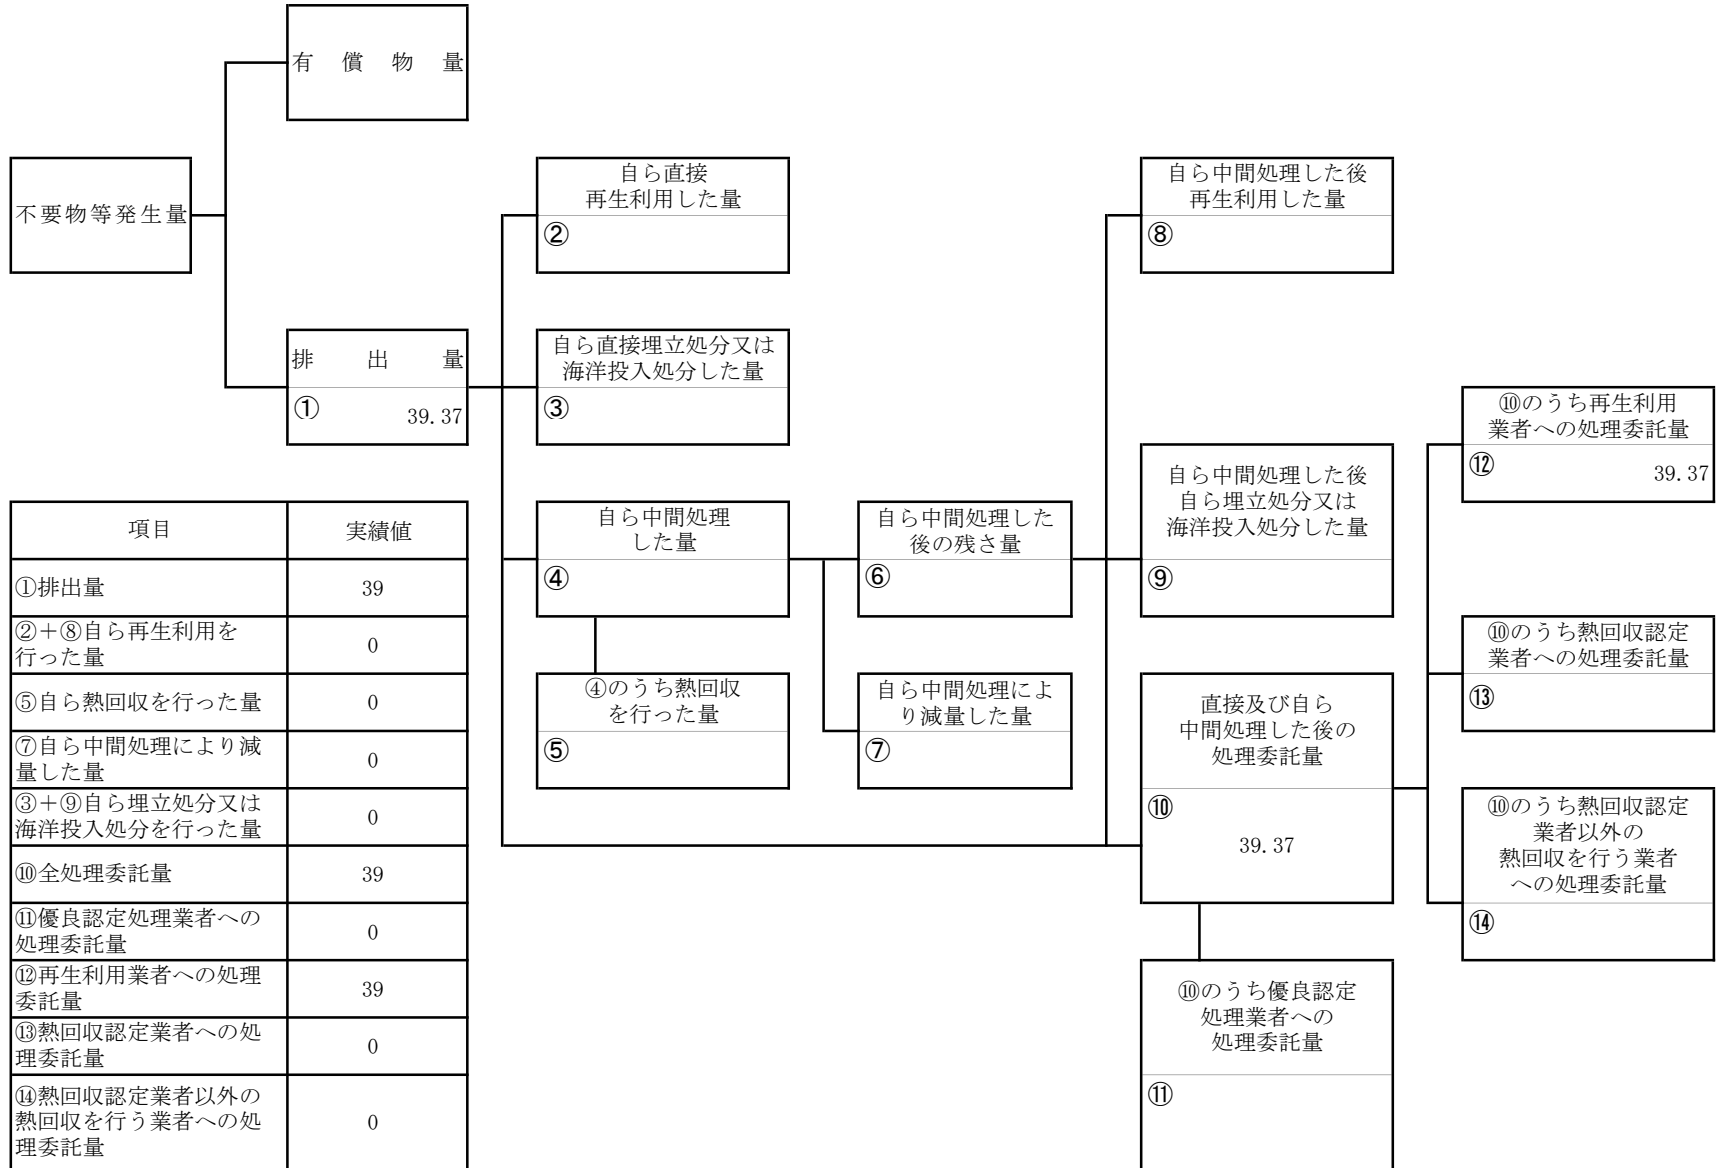 有償物量
不要物等発生量
排出量
①
39.37
自ら直接
再生利用した量
②
自ら直接埋立処分又は
海洋投入処分した量
③
自ら中間処理
した量
④
④のうち熱回収
を行った量
⑤
自ら中間処理した
後の残さ量
⑥
自ら中間処理によ
り減量した量
⑦
自ら中間処理した後
再生利用した量
⑧
自ら中間処理した後
自ら埋立処分又は
海洋投入処分した量
⑨
直接及び自ら
中間処理した後の
処理委託量
⑩
39.37
⑩のうち優良認定
処理業者への
処理委託量
⑪
⑩のうち再生利用
業者への処理委託量
⑫
39.37
⑩のうち熱回収認定
業者への処理委託量
⑬
⑩のうち熱回収認定
業者以外の
熱回収を行う業者
への処理委託量
⑭
項目 実績値
①排出量 39
②＋⑧自ら再生利用を
行った量 0
⑤自ら熱回収を行った量 0
⑦自ら中間処理により減
量した量 0
③＋⑨自ら埋立処分又は
海洋投入処分を行った量 0
⑩全処理委託量 39
⑪優良認定処理業者への
処理委託量 0
⑫再生利用業者への処理
委託量 39
⑬熱回収認定業者への処
理委託量 0
⑭熱回収認定業者以外の
熱回収を行う業者への処 0
理委託量